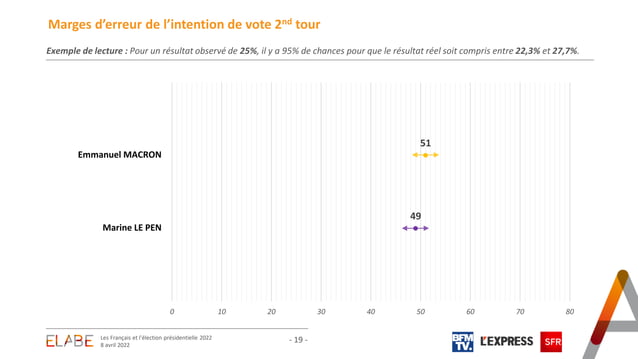 Marges d'erreur de l'intention de vote 2nd tour
Exemple de lecture : Pour un résultat observé de 25%, il y a 95% de chances pour que le résultat réel soit compris entre 22,3% et 27,7%.
51
Emmanuel MACRON
49
Marine LE PEN
0 10 20 30 40 50 60 70 80
ELABE
Les Français et l'élection présidentielle 2022
8 avril 2022
- 19 -
BFM
TV.
L'EXPRESS
SFR